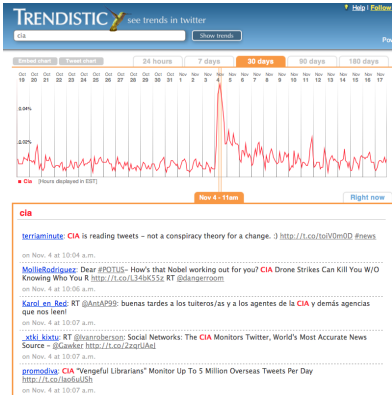 TRENDISTIC see trends in twitter
Help | Follow
cia
Show trends
Pow
Embed chart Tweet chart 24 hours 7 days 30 days 90 days 180 days
Oct Oct Oct Oct Oct Oct Oct Oct Oct Oct Oct Oct Oct Nov Nov Nov Nov Nov Nov Nov Nov Nov Nov Nov Nov Nov Nov Nov Nov Nov
19 20 21 22 23 24 25 26 27 28 29 30 31 1 2 3 4 5 6 7 8 9 10 11 12 13 14 15 16 17
0.04%
0.02%
Cia [Hours displayed in EST]
Nov 4 - 11am
Right now
cia
terriaminute: CIA is reading tweets – not a conspiracy theory for a change. :) http://t.co/toiV0m0D #news
on Nov. 4 at 10:04 a.m.
MollieRodriguez: Dear #POTUS- How's that Nobel working out for you? CIA Drone Strikes Can Kill You W/O
Knowing Who You R http://t.co/L34bK55z RT @dangerroom
on Nov. 4 at 10:06 a.m.
Karol_en_Red: RT @AntAP99: buenas tardes a los tuiteros/as y a los agentes de la CIA y demás agencias
que nos leen!
on Nov. 4 at 10:07 a.m.
_xtki_kixtu: RT @lvanroberson: Social Networks: The CIA Monitors Twitter, World's Most Accurate News
Source - @Gawker http://t.co/2zqrUAeJ
on Nov. 4 at 10:07 a.m.
promodiva: CIA "Vengeful Librarians" Monitor Up To 5 Million Overseas Tweets Per Day
http://t.co/Iao6uUSh
on Nov. 4 at 10:07 a.m.